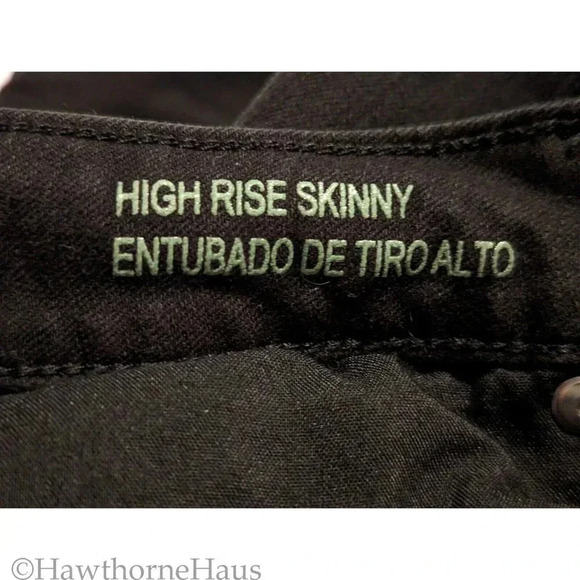 HIGH RISE SKINNY
ENTUBADO DE TIRO ALTO
©HawthorneHaus